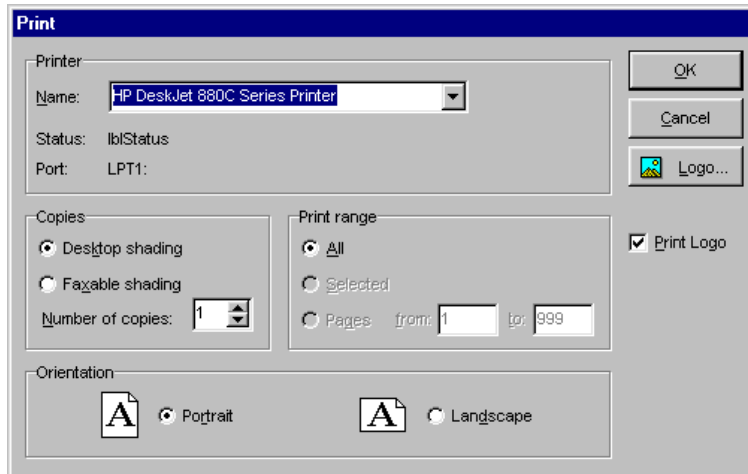 Print
Printer
Name: HP DeskJet 880C Series Printer
Status: lblStatus
Port: LPT1:
OK
Cancel
Logo...
Copies
Desktop shading
Faxable shading
Number of copies: 1
Print range
All
Selected
Pages from: 1 to: 999
Print Logo
Orientation
A Portrait
A Landscape